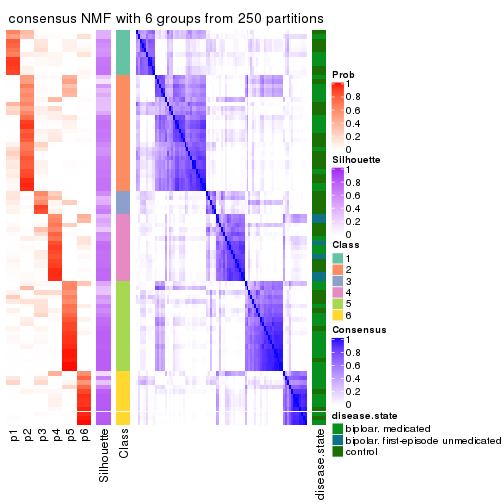 consensus NMF with 6 groups from 250 partitions
Prob
1
0.8
0.6
0.4
0.2
0
Silhouette
1
0.8
0.6
0.4
0.2
0
Class
1
2
3
4
5
6
Consensus
1
0.8
0.6
0.4
0.2
0
disease.state
biploar. medicated
bipolar. first-episode unmedicated
control
p1
p2
p3
p4
p5
p6
Silhouette
Class
disease.state